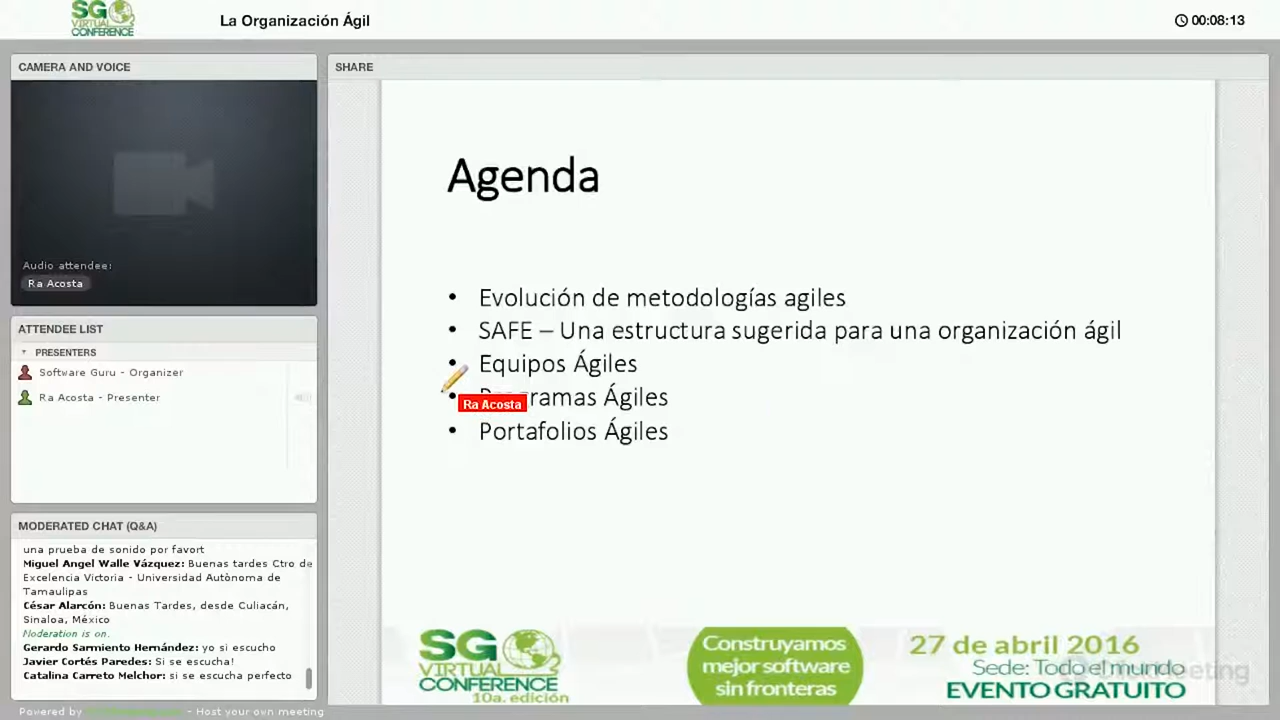 SG
VIRTUAL
CONFERENCE
La Organización Ágil
00:08:13
CAMERA AND VOICE
Audio attendee:
Ra Acosta
ATTENDEE LIST
PRESENTERS
Software Guru - Organizer
Ra Acosta - Presenter
MODERATED CHAT (Q&A)
una prueba de sonido por favort
Miguel Angel Walle Vázquez: Buenas tardes Ctro de
Excelencia Victoria - Universidad Autònoma de
Tamaulipas
César Alarcón: Buenas Tardes, desde Culiacán,
Sinaloa, México
Moderation is on.
Gerardo Sarmiento Hernández: yo si escucho
Javier Cortés Paredes: Si se escucha!
Catalina Carreto Melchor: si se escucha perfecto
Powered by - Host your own meeting
SHARE
Agenda
• Evolución de metodologías agiles
• SAFE – Una estructura sugerida para una organización ágil
• Equipos Ágiles
• Programas Ágiles
Ra Acosta
• Portafolios Ágiles
SG
VIRTUAL
CONFERENCE
10a. edición
Construyamos
mejor software
sin fronteras
27 de abril 2016
Sede: Todo el mundo
EVENTO GRATUITO